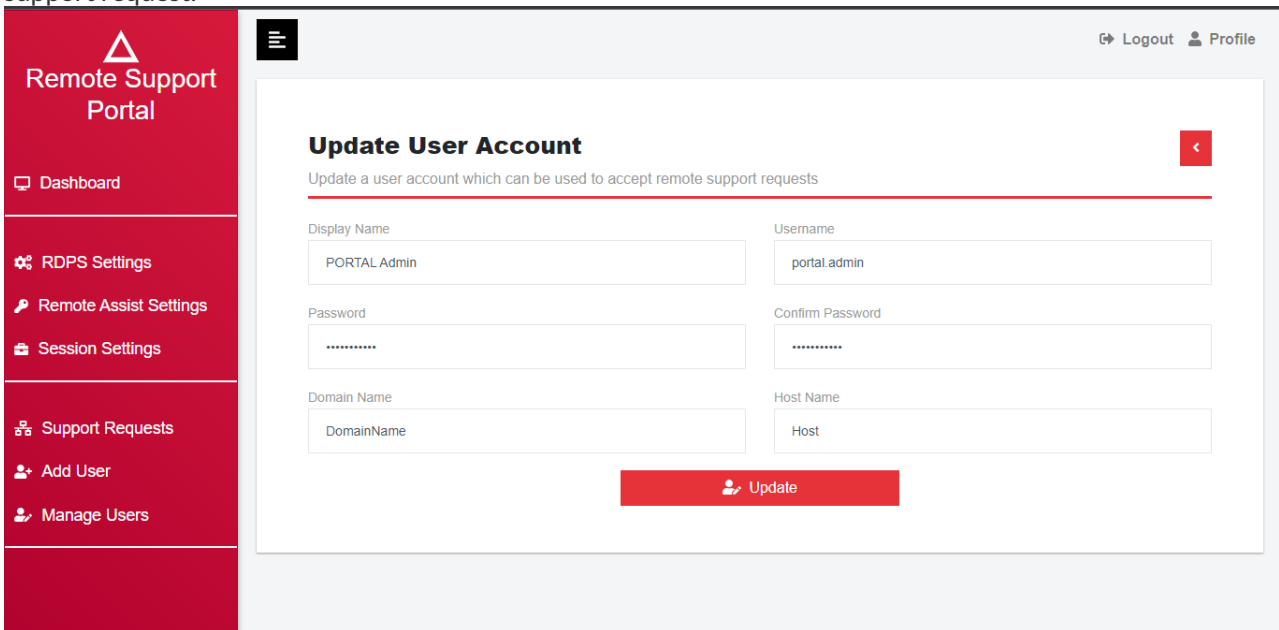 Remote Support
Portal
Dashboard
RDPS Settings
Remote Assist Settings
Session Settings
Support Requests
Add User
Manage Users
Logout Profile
Update User Account
Update a user account which can be used to accept remote support requests
Display Name Username
PORTAL Admin portal.admin
Password Confirm Password
••••••••••• •••••••••••
Domain Name Host Name
DomainName Host
Update